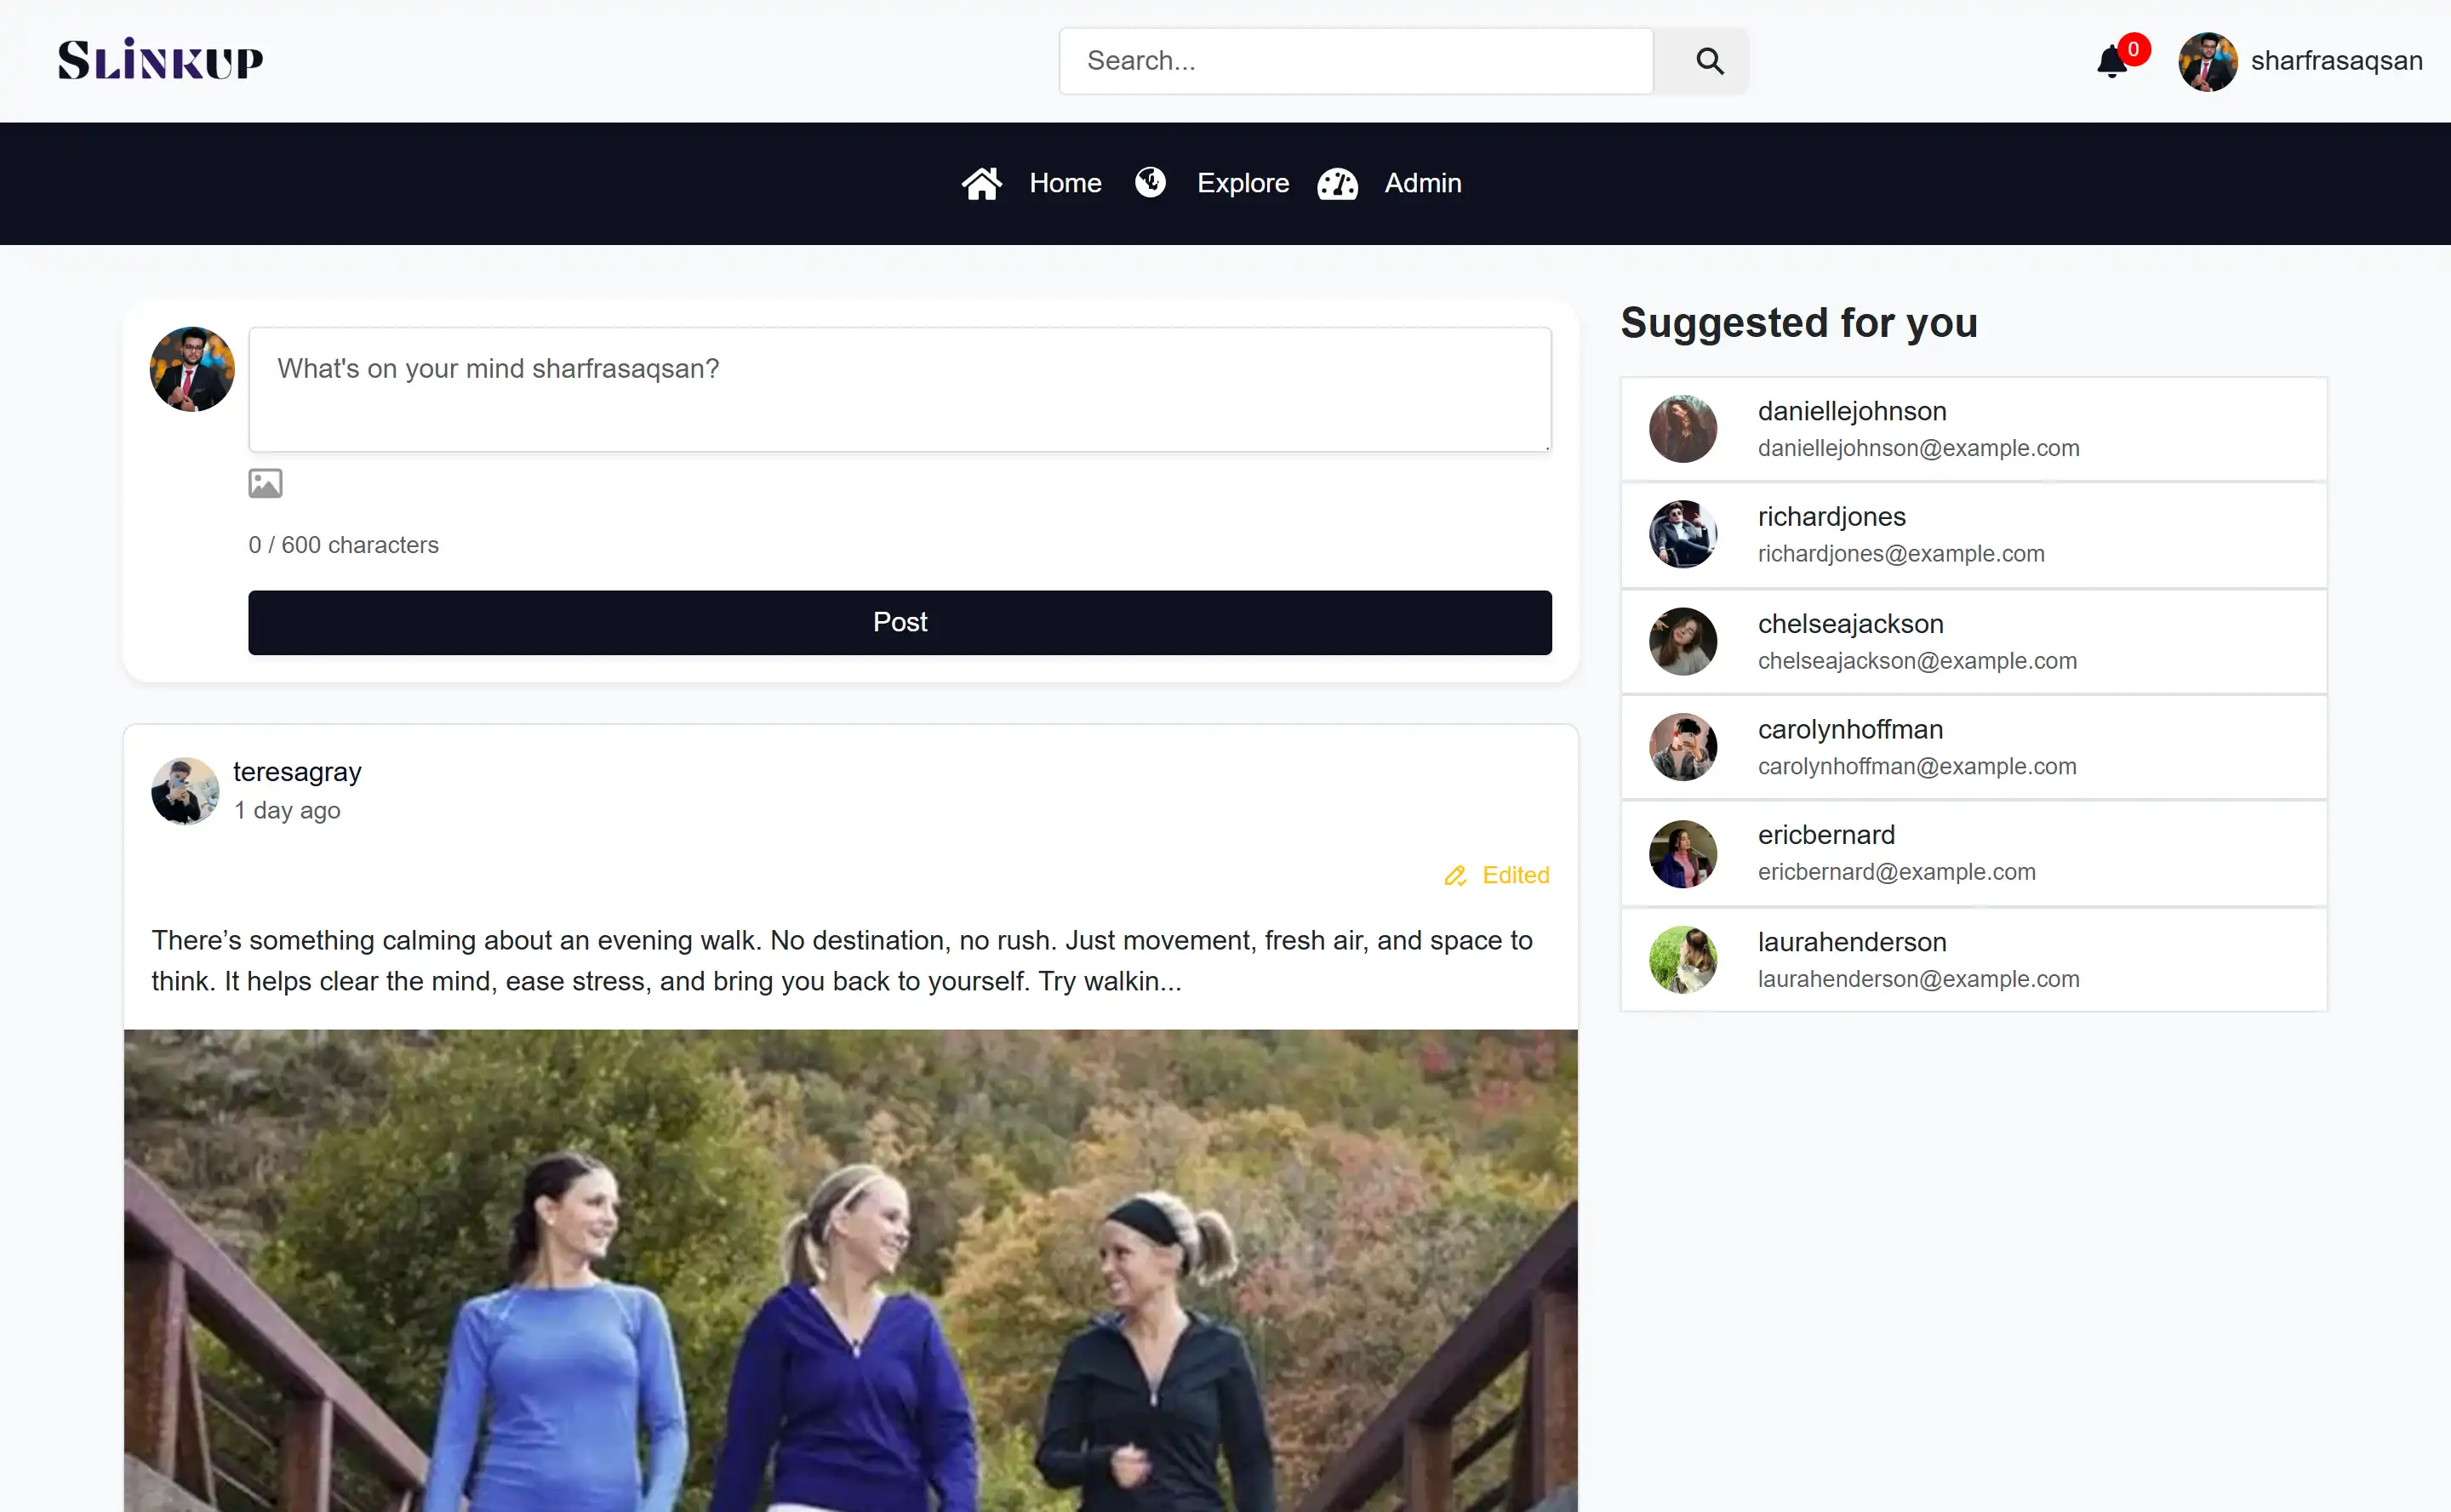 SLINKUP
Search...
0
sharfrasaqsan
Home
Explore
Admin
What's on your mind sharfrasaqsan?
0 / 600 characters
Post
teresagray
1 day ago
Edited
There’s something calming about an evening walk. No destination, no rush. Just movement, fresh air, and space to
think. It helps clear the mind, ease stress, and bring you back to yourself. Try walkin...
Suggested for you
daniellejohnson
daniellejohnson@example.com
richardjones
richardjones@example.com
chelseajackson
chelseajackson@example.com
carolynhoffman
carolynhoffman@example.com
ericbernard
ericbernard@example.com
laurahenderson
laurahenderson@example.com